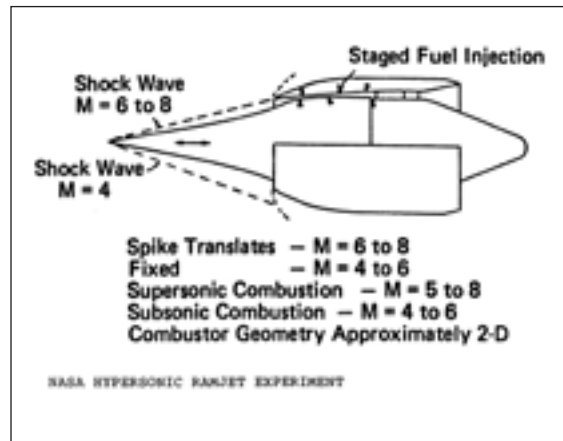 Staged Fuel Injection
Shock Wave
M = 6 to 8
Shock Wave
M = 4
Spike Translates — M = 6 to 8
Fixed — M = 4 to 6
Supersonic Combustion — M = 5 to 8
Subsonic Combustion — M = 4 to 6
Combustor Geometry Approximately 2-D
NASA HYPERSONIC RAMJET EXPERIMENT